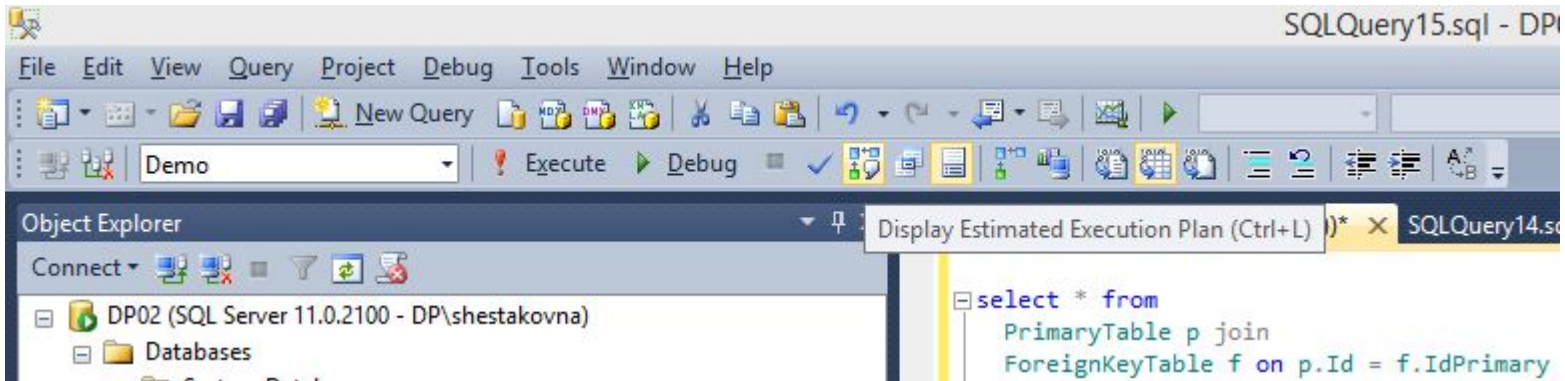 SQLQuery15.sql - DP
File Edit View Query Project Debug Tools Window Help
New Query
Demo Execute Debug
Object Explorer
Display Estimated Execution Plan (Ctrl+L) ))* SQLQuery14.s
Connect
DP02 (SQL Server 11.0.2100 - DP\shestakovna)
Databases
select * from
PrimaryTable p join
ForeignKeyTable f on p.Id = f.IdPrimary